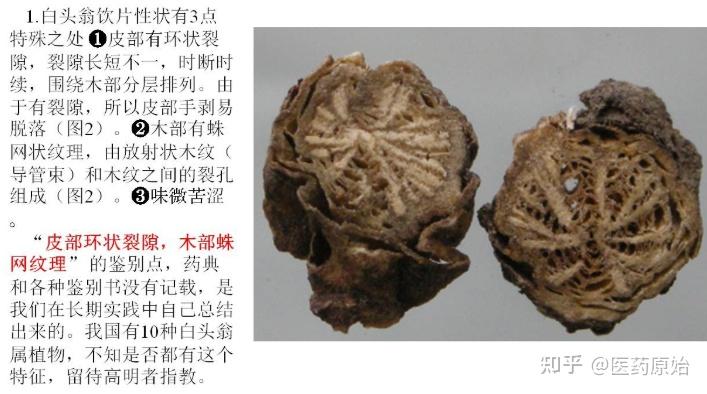 1.白头翁饮片性状有3点
特殊之处❶皮部有环状裂
隙，裂隙长短不一，时断时
续，围绕木部分层排列。由
于有裂隙，所以皮部手剥易
脱落（图2）。❷木部有蛛
网状纹理，由放射状木纹（
导管束）和木纹之间的裂孔
组成（图2）。❸味微苦涩
。
“皮部环状裂隙，木部蛛
网纹理”的鉴别点，药典
和各种鉴别书没有记载，是
我们在长期实践中自己总结
出来的。我国有10种白头翁
属植物，不知是否都有这个
特征，留待高明者指教。
知乎 @医药原始